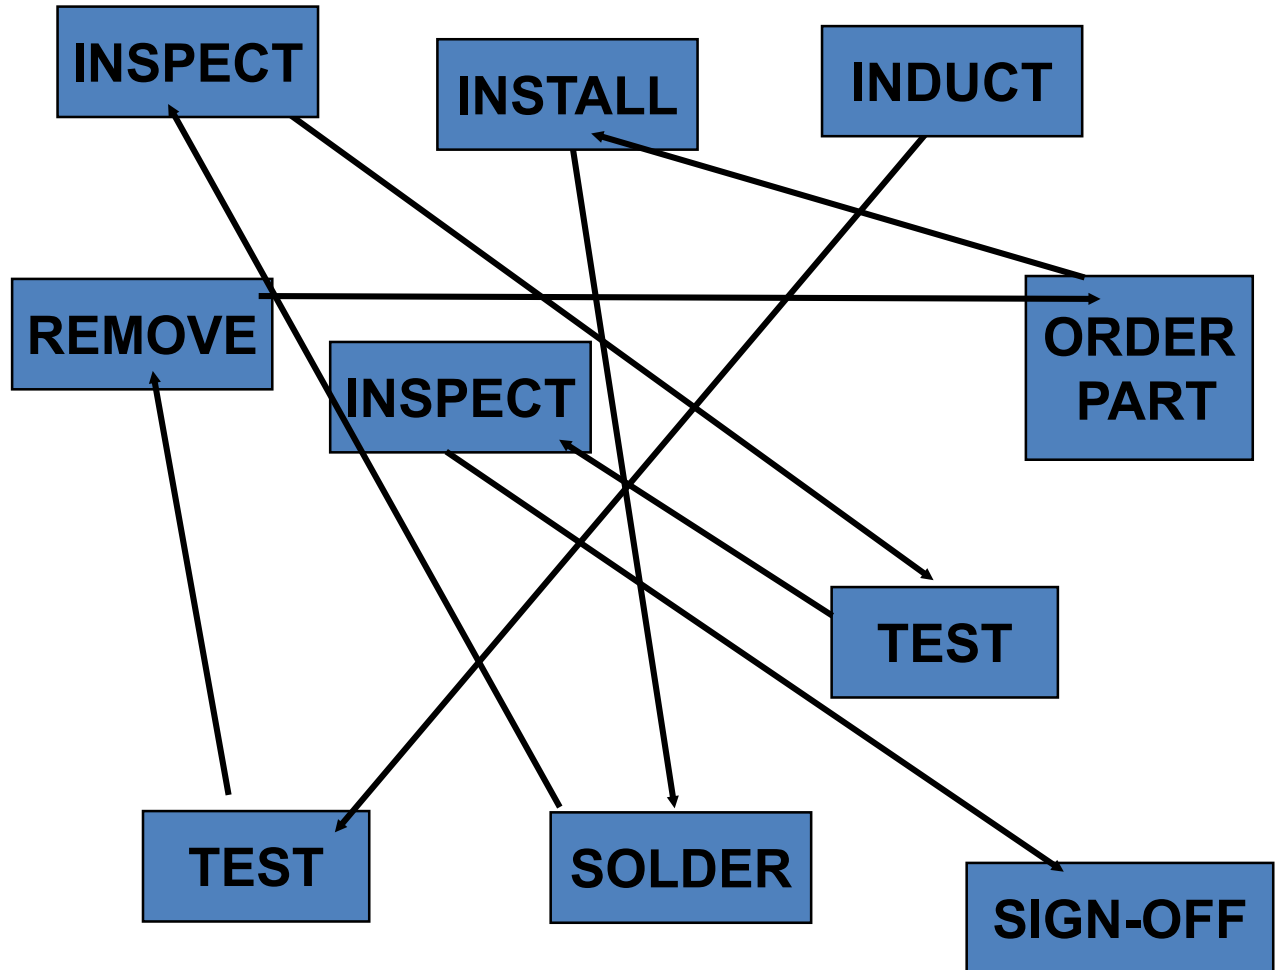 INSPECT
INSTALL
INDUCT
REMOVE
ORDER
PART
INSPECT
TEST
TEST
SOLDER
SIGN-OFF